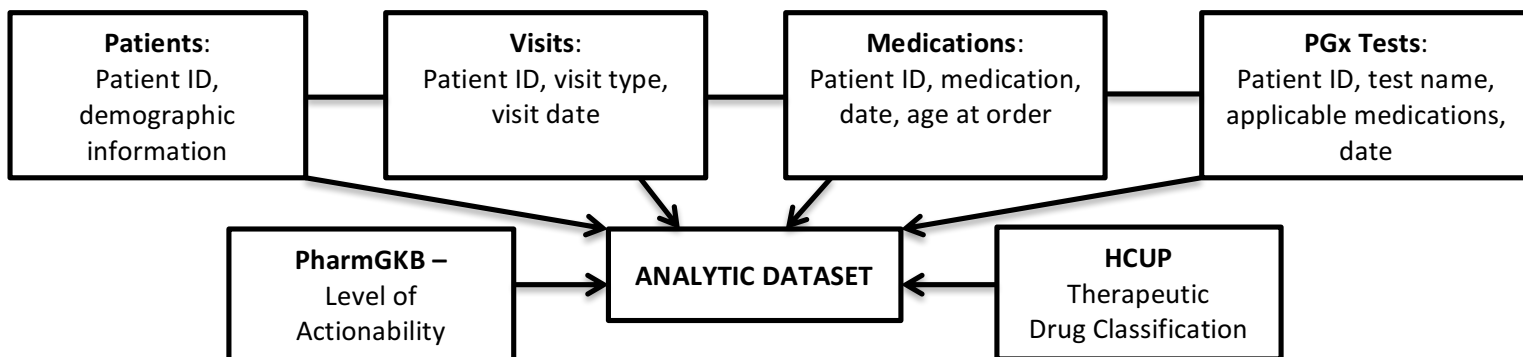 Patients:
Patient ID,
demographic
information
Visits:
Patient ID, visit type,
visit date
Medications:
Patient ID, medication,
date, age at order
PGx Tests:
Patient ID, test name,
applicable medications,
date
PharmGKB –
Level of
Actionability
ANALYTIC DATASET
HCUP
Therapeutic
Drug Classification